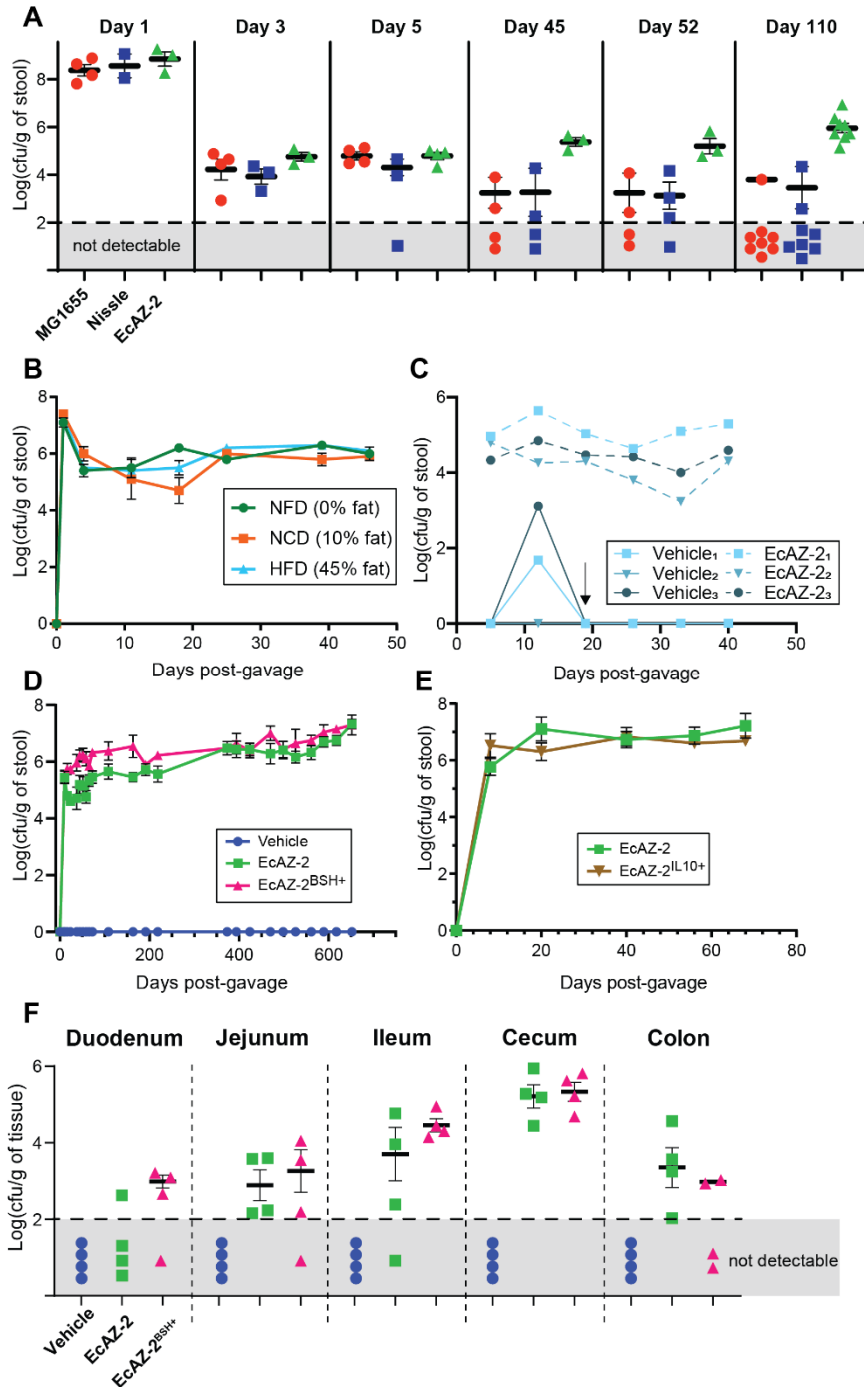 A
Day 1 Day 3 Day 5 Day 45 Day 52 Day 110
Log(cfu/g of stool)
8
6
4
2
not detectable
MG1655
Nissle
EcAZ-2
B
Log(cfu/g of stool)
8
6
4
2
0
NFD (0% fat)
NCD (10% fat)
HFD (45% fat)
0 10 20 30 40 50
Days post-gavage
C
Log(cfu/g of stool)
6
4
2
0
Vehicle₁ EcAZ-2₁
Vehicle₂ EcAZ-2₂
Vehicle₃ EcAZ-2₃
0 10 20 30 40 50
Days post-gavage
D
Log(cfu/g of stool)
8
6
4
2
0
Vehicle
EcAZ-2
EcAZ-2ᴮˢᴴ⁺
0 200 400 600
Days post-gavage
E
Log(cfu/g of stool)
8
6
4
2
0
EcAZ-2
EcAZ-2ᴵᴸ¹⁰⁺
0 20 40 60 80
Days post-gavage
F
Duodenum Jejunum Ileum Cecum Colon
Log(cfu/g of tissue)
6
4
2
not detectable
Vehicle
EcAZ-2
EcAZ-2ᴮˢᴴ⁺